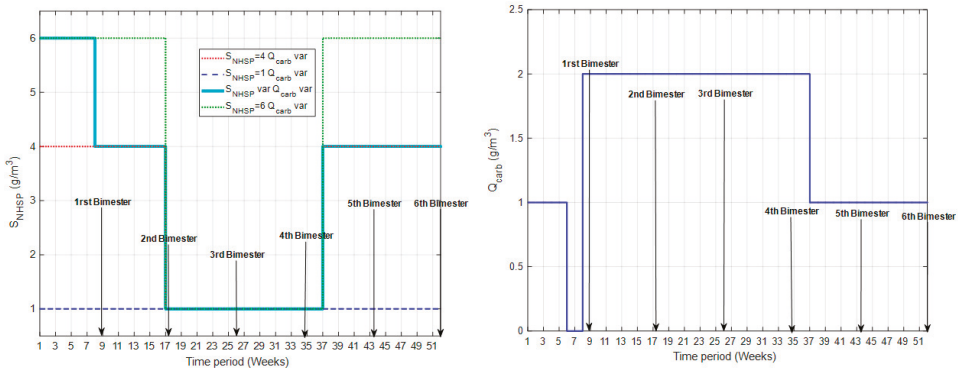 6
5
4
3
2
1
S_NHSP (g/m³)
S_NHSP=4 Q_carb var
S_NHSP=1 Q_carb var
S_NHSP var Q_carb var
S_NHSP=6 Q_carb var
1rst Bimester
2nd Bimester
3rd Bimester
4th Bimester
5th Bimester
6th Bimester
1 3 5 7 9 11 13 15 17 19 21 23 25 27 29 31 33 35 37 39 41 43 45 47 49 51
Time period (Weeks)
2.5
2
1.5
1
0.5
0
Q_carb (g/m³)
1rst Bimester
2nd Bimester
3rd Bimester
4th Bimester
5th Bimester
6th Bimester
1 3 5 7 9 11 13 15 17 19 21 23 25 27 29 31 33 35 37 39 41 43 45 47 49 51
Time period (Weeks)